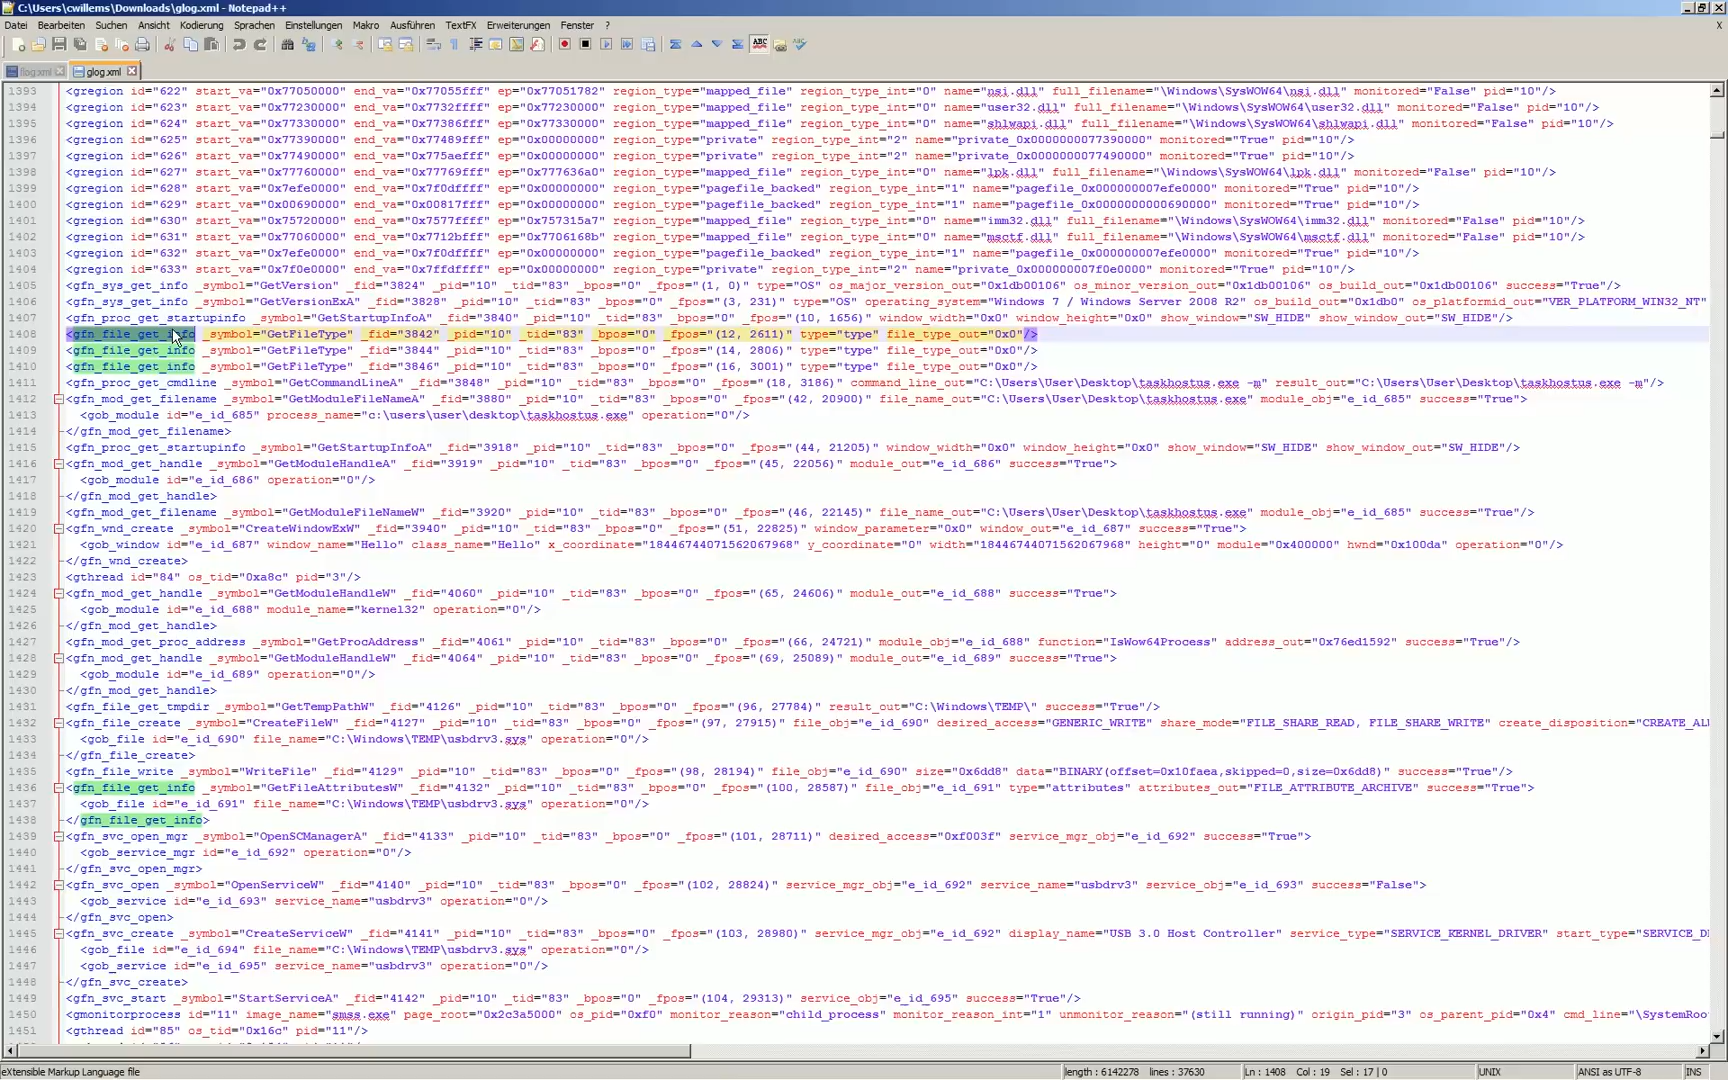 C:\Users\cwillems\Downloads\glog.xml - Notepad++
Datei Bearbeiten Suchen Ansicht Kodierung Sprachen Einstellungen Makro Ausführen TextFX Erweiterungen Fenster ? X
flog.xml glog.xml
1393 <gregion id="622" start_va="0x77050000" end_va="0x77055fff" ep="0x77051782" region_type="mapped_file" region_type_int="0" name="nsi.dll" full_filename="\Windows\SysWOW64\nsi.dll" monitored="False" pid="10"/>
1394 <gregion id="623" start_va="0x77230000" end_va="0x7732ffff" ep="0x77230000" region_type="mapped_file" region_type_int="0" name="user32.dll" full_filename="\Windows\SysWOW64\user32.dll" monitored="False" pid="10"/>
1395 <gregion id="624" start_va="0x77330000" end_va="0x77386fff" ep="0x77330000" region_type="mapped_file" region_type_int="0" name="shlwapi.dll" full_filename="\Windows\SysWOW64\shlwapi.dll" monitored="False" pid="10"/>
1396 <gregion id="625" start_va="0x77390000" end_va="0x77489fff" ep="0x00000000" region_type="private" region_type_int="2" name="private_0x0000000077390000" monitored="True" pid="10"/>
1397 <gregion id="626" start_va="0x77490000" end_va="0x775aefff" ep="0x00000000" region_type="private" region_type_int="2" name="private_0x0000000077490000" monitored="True" pid="10"/>
1398 <gregion id="627" start_va="0x77760000" end_va="0x77769fff" ep="0x777636a0" region_type="mapped_file" region_type_int="0" name="lpk.dll" full_filename="\Windows\SysWOW64\lpk.dll" monitored="False" pid="10"/>
1399 <gregion id="628" start_va="0x7efe0000" end_va="0x7f0dffff" ep="0x00000000" region_type="pagefile_backed" region_type_int="1" name="pagefile_0x000000007efe0000" monitored="True" pid="10"/>
1400 <gregion id="629" start_va="0x00690000" end_va="0x00817fff" ep="0x00000000" region_type="pagefile_backed" region_type_int="1" name="pagefile_0x0000000000690000" monitored="True" pid="10"/>
1401 <gregion id="630" start_va="0x75720000" end_va="0x7577ffff" ep="0x757315a7" region_type="mapped_file" region_type_int="0" name="imm32.dll" full_filename="\Windows\SysWOW64\imm32.dll" monitored="False" pid="10"/>
1402 <gregion id="631" start_va="0x77060000" end_va="0x7712bfff" ep="0x7706168b" region_type="mapped_file" region_type_int="0" name="msctf.dll" full_filename="\Windows\SysWOW64\msctf.dll" monitored="False" pid="10"/>
1403 <gregion id="632" start_va="0x7efe0000" end_va="0x7f0dffff" ep="0x00000000" region_type="pagefile_backed" region_type_int="1" name="pagefile_0x000000007efe0000" monitored="True" pid="10"/>
1404 <gregion id="633" start_va="0x7f0e0000" end_va="0x7ffdffff" ep="0x00000000" region_type="private" region_type_int="2" name="private_0x000000007f0e0000" monitored="True" pid="10"/>
1405 <gfn_sys_get_info _symbol="GetVersion" _fid="3824" _pid="10" _tid="83" _bpos="0" _fpos="(1, 0)" type="OS" os_major_version_out="0x1db00106" os_minor_version_out="0x1db00106" os_build_out="0x1db00106" success="True"/>
1406 <gfn_sys_get_info _symbol="GetVersionExA" _fid="3828" _pid="10" _tid="83" _bpos="0" _fpos="(3, 231)" type="OS" operating_system="Windows 7 / Windows Server 2008 R2" os_build_out="0x1db0" os_platformid_out="VER_PLATFORM_WIN32_NT"
1407 <gfn_proc_get_startupinfo _symbol="GetStartupInfoA" _fid="3840" _pid="10" _tid="83" _bpos="0" _fpos="(10, 1656)" window_width="0x0" window_height="0x0" show_window="SW_HIDE" show_window_out="SW_HIDE" success="True"/>
1408 <gfn_file_get_info _symbol="GetFileType" _fid="3842" _pid="10" _tid="83" _bpos="0" _fpos="(12, 2611)" type="type" file_type_out="0x0"/>
1409 <gfn_file_get_info _symbol="GetFileType" _fid="3844" _pid="10" _tid="83" _bpos="0" _fpos="(14, 2806)" type="type" file_type_out="0x0"/>
1410 <gfn_file_get_info _symbol="GetFileType" _fid="3846" _pid="10" _tid="83" _bpos="0" _fpos="(16, 3001)" type="type" file_type_out="0x0"/>
1411 <gfn_proc_get_cmdline _symbol="GetCommandLineA" _fid="3848" _pid="10" _tid="83" _bpos="0" _fpos="(18, 3186)" command_line_out="C:\Users\User\Desktop\taskhostus.exe -m" result_out="C:\Users\User\Desktop\taskhostus.exe -m"/>
1412 <gfn_mod_get_filename _symbol="GetModuleFileNameA" _fid="3880" _pid="10" _tid="83" _bpos="0" _fpos="(42, 20900)" file_name_out="C:\Users\User\Desktop\taskhostus.exe" module_obj="e_id_685" success="True">
1413 <gob_module id="e_id_685" process_name="c:\users\user\desktop\taskhostus.exe" operation="0"/>
1414 </gfn_mod_get_filename>
1415 <gfn_proc_get_startupinfo _symbol="GetStartupInfoA" _fid="3918" _pid="10" _tid="83" _bpos="0" _fpos="(44, 21205)" window_width="0x0" window_height="0x0" show_window="SW_HIDE" show_window_out="SW_HIDE" success="True"/>
1416 <gfn_mod_get_handle _symbol="GetModuleHandleA" _fid="3919" _pid="10" _tid="83" _bpos="0" _fpos="(45, 22056)" module_out="e_id_686" success="True">
1417 <gob_module id="e_id_686" operation="0"/>
1418 </gfn_mod_get_handle>
1419 <gfn_mod_get_filename _symbol="GetModuleFileNameW" _fid="3920" _pid="10" _tid="83" _bpos="0" _fpos="(46, 22145)" file_name_out="C:\Users\User\Desktop\taskhostus.exe" module_obj="e_id_685" success="True"/>
1420 <gfn_wnd_create _symbol="CreateWindowExW" _fid="3940" _pid="10" _tid="83" _bpos="0" _fpos="(51, 22825)" window_parameter="0x0" window_out="e_id_687" success="True">
1421 <gob_window id="e_id_687" window_name="Hello" class_name="Hello" x_coordinate="18446744071562067968" y_coordinate="0" width="18446744071562067968" height="0" module="0x400000" hwnd="0x100da" operation="0"/>
1422 </gfn_wnd_create>
1423 <gthread id="84" os_tid="0xa8c" pid="3"/>
1424 <gfn_mod_get_handle _symbol="GetModuleHandleW" _fid="4060" _pid="10" _tid="83" _bpos="0" _fpos="(65, 24606)" module_out="e_id_688" success="True">
1425 <gob_module id="e_id_688" module_name="kernel32" operation="0"/>
1426 </gfn_mod_get_handle>
1427 <gfn_mod_get_proc_address _symbol="GetProcAddress" _fid="4061" _pid="10" _tid="83" _bpos="0" _fpos="(66, 24721)" module_obj="e_id_688" function="IsWow64Process" address_out="0x76ed1592" success="True"/>
1428 <gfn_mod_get_handle _symbol="GetModuleHandleW" _fid="4064" _pid="10" _tid="83" _bpos="0" _fpos="(69, 25089)" module_out="e_id_689" success="True">
1429 <gob_module id="e_id_689" operation="0"/>
1430 </gfn_mod_get_handle>
1431 <gfn_file_get_tmpdir _symbol="GetTempPathW" _fid="4126" _pid="10" _tid="83" _bpos="0" _fpos="(96, 27784)" result_out="C:\Windows\TEMP\" success="True"/>
1432 <gfn_file_create _symbol="CreateFileW" _fid="4127" _pid="10" _tid="83" _bpos="0" _fpos="(97, 27915)" file_obj="e_id_690" desired_access="GENERIC_WRITE" share_mode="FILE_SHARE_READ, FILE_SHARE_WRITE" create_disposition="CREATE_AL
1433 <gob_file id="e_id_690" file_name="C:\Windows\TEMP\usbdrv3.sys" operation="0"/>
1434 </gfn_file_create>
1435 <gfn_file_write _symbol="WriteFile" _fid="4129" _pid="10" _tid="83" _bpos="0" _fpos="(98, 28194)" file_obj="e_id_690" size="0x6dd8" data="BINARY(offset=0x10faea,skipped=0,size=0x6dd8)" success="True"/>
1436 <gfn_file_get_info _symbol="GetFileAttributesW" _fid="4132" _pid="10" _tid="83" _bpos="0" _fpos="(100, 28587)" file_obj="e_id_691" type="attributes" attributes_out="FILE_ATTRIBUTE_ARCHIVE" success="True">
1437 <gob_file id="e_id_691" file_name="C:\Windows\TEMP\usbdrv3.sys" operation="0"/>
1438 </gfn_file_get_info>
1439 <gfn_svc_open_mgr _symbol="OpenSCManagerA" _fid="4133" _pid="10" _tid="83" _bpos="0" _fpos="(101, 28711)" desired_access="0xf003f" service_mgr_obj="e_id_692" success="True">
1440 <gob_service_mgr id="e_id_692" operation="0"/>
1441 </gfn_svc_open_mgr>
1442 <gfn_svc_open _symbol="OpenServiceW" _fid="4140" _pid="10" _tid="83" _bpos="0" _fpos="(102, 28824)" service_mgr_obj="e_id_692" service_name="usbdrv3" service_obj="e_id_693" success="False">
1443 <gob_service id="e_id_693" service_name="usbdrv3" operation="0"/>
1444 </gfn_svc_open>
1445 <gfn_svc_create _symbol="CreateServiceW" _fid="4141" _pid="10" _tid="83" _bpos="0" _fpos="(103, 28980)" service_mgr_obj="e_id_692" display_name="USB 3.0 Host Controller" service_type="SERVICE_KERNEL_DRIVER" start_type="SERVICE_D
1446 <gob_file id="e_id_694" file_name="C:\Windows\TEMP\usbdrv3.sys" operation="0"/>
1447 <gob_service id="e_id_695" service_name="usbdrv3" operation="0"/>
1448 </gfn_svc_create>
1449 <gfn_svc_start _symbol="StartServiceA" _fid="4142" _pid="10" _tid="83" _bpos="0" _fpos="(104, 29313)" service_obj="e_id_695" success="True"/>
1450 <gmonitorprocess id="11" image_name="smss.exe" page_root="0x2c3a5000" os_pid="0xf0" monitor_reason="child_process" monitor_reason_int="1" unmonitor_reason="(still running)" origin_pid="3" os_parent_pid="0x4" cmd_line="\SystemRoo
1451 <gthread id="85" os_tid="0x16c" pid="11"/>
eXtensible Markup Language file length : 6142278 lines : 37630 Ln : 1408 Col : 19 Sel : 17 | 0 UNIX ANSI as UTF-8 INS